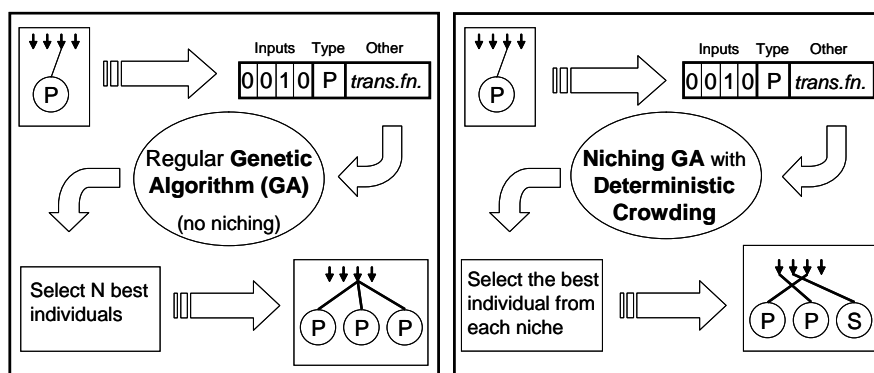 Inputs Type Other
P
0 0 1 0 P trans.fn.
Regular Genetic
Algorithm (GA)
(no niching)
Select N best
individuals
P P P
Inputs Type Other
P
0 0 1 0 P trans.fn.
Niching GA with
Deterministic
Crowding
Select the best
individual from
each niche
P P S